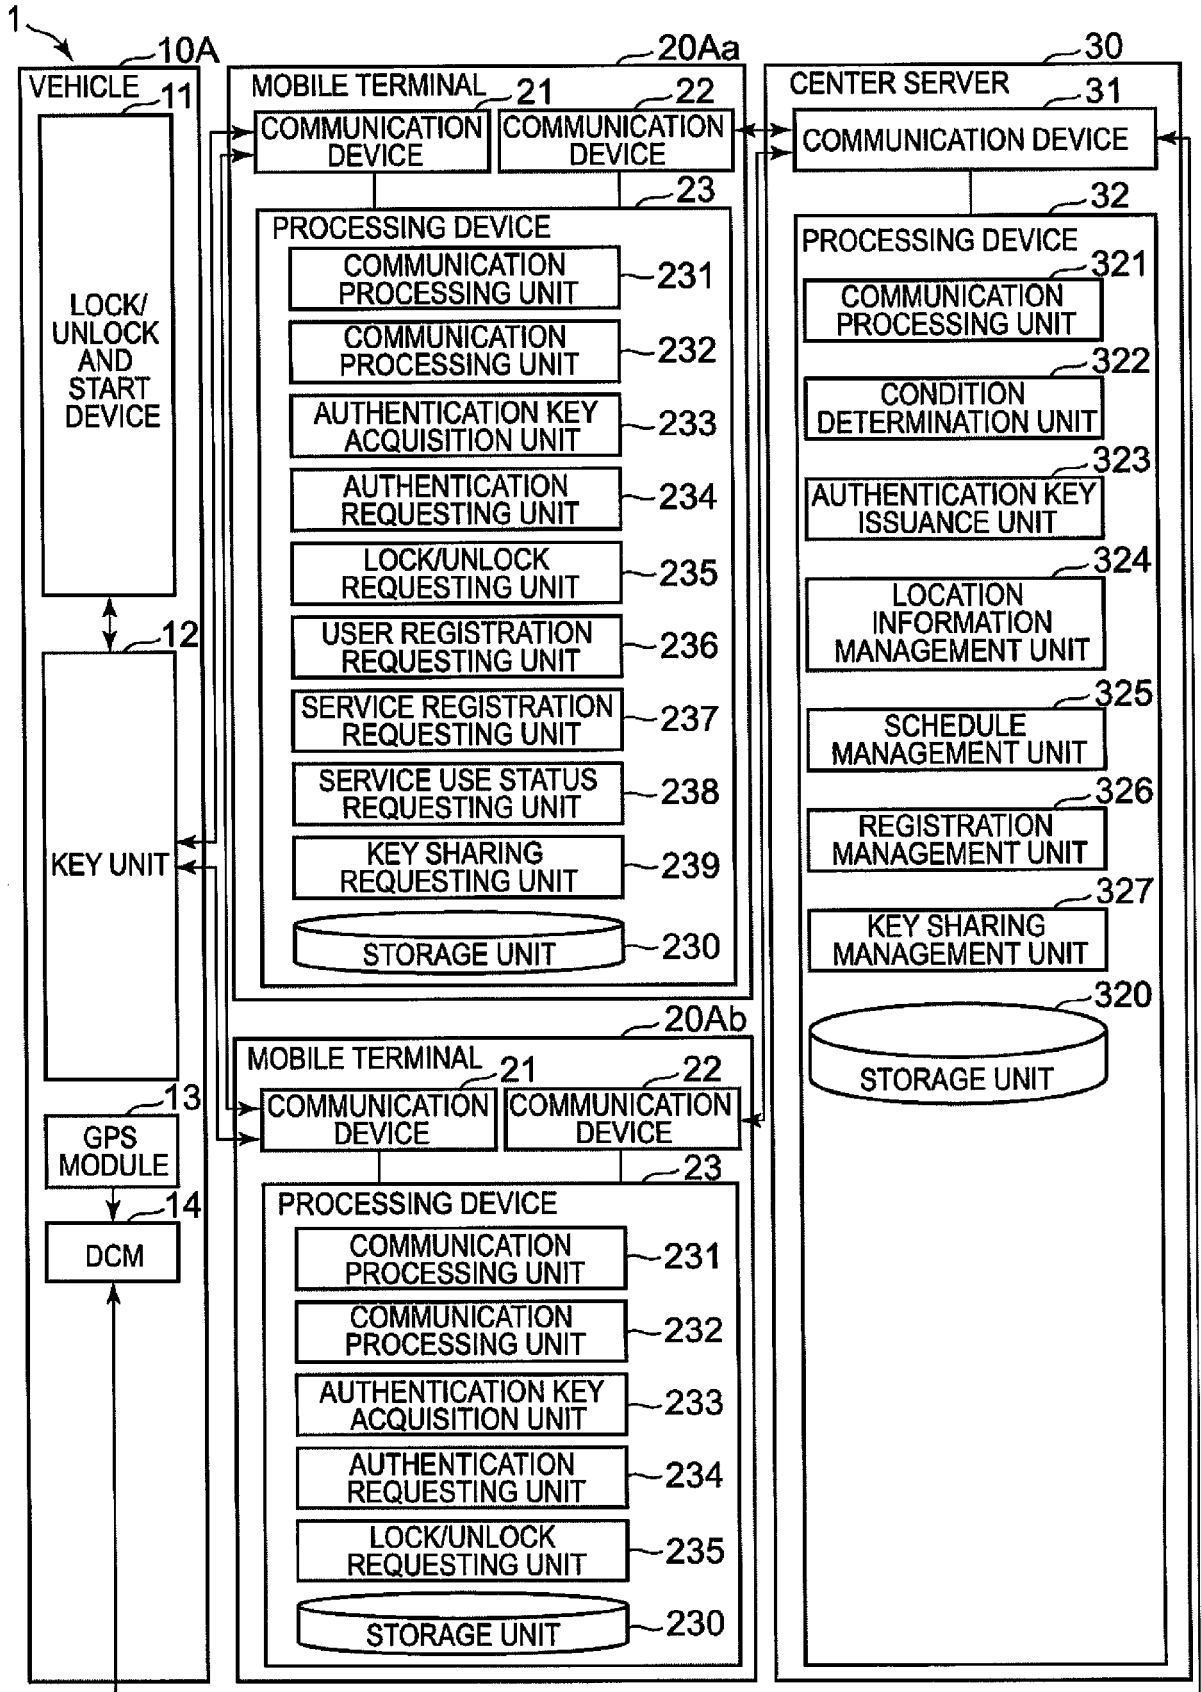 1
10A
VEHICLE
11
LOCK/
UNLOCK
AND
START
DEVICE
12
KEY UNIT
13
GPS
MODULE
14
DCM
20Aa
MOBILE TERMINAL
21
COMMUNICATION
DEVICE
22
COMMUNICATION
DEVICE
23
PROCESSING DEVICE
COMMUNICATION
PROCESSING UNIT
231
COMMUNICATION
PROCESSING UNIT
232
AUTHENTICATION KEY
ACQUISITION UNIT
233
AUTHENTICATION
REQUESTING UNIT
234
LOCK/UNLOCK
REQUESTING UNIT
235
USER REGISTRATION
REQUESTING UNIT
236
SERVICE REGISTRATION
REQUESTING UNIT
237
SERVICE USE STATUS
REQUESTING UNIT
238
KEY SHARING
REQUESTING UNIT
239
STORAGE UNIT
230
20Ab
MOBILE TERMINAL
21
COMMUNICATION
DEVICE
22
COMMUNICATION
DEVICE
23
PROCESSING DEVICE
COMMUNICATION
PROCESSING UNIT
231
COMMUNICATION
PROCESSING UNIT
232
AUTHENTICATION KEY
ACQUISITION UNIT
233
AUTHENTICATION
REQUESTING UNIT
234
LOCK/UNLOCK
REQUESTING UNIT
235
STORAGE UNIT
230
30
CENTER SERVER
31
COMMUNICATION DEVICE
32
PROCESSING DEVICE
321
COMMUNICATION
PROCESSING UNIT
322
CONDITION
DETERMINATION UNIT
323
AUTHENTICATION KEY
ISSUANCE UNIT
324
LOCATION
INFORMATION
MANAGEMENT UNIT
325
SCHEDULE
MANAGEMENT UNIT
326
REGISTRATION
MANAGEMENT UNIT
327
KEY SHARING
MANAGEMENT UNIT
320
STORAGE UNIT